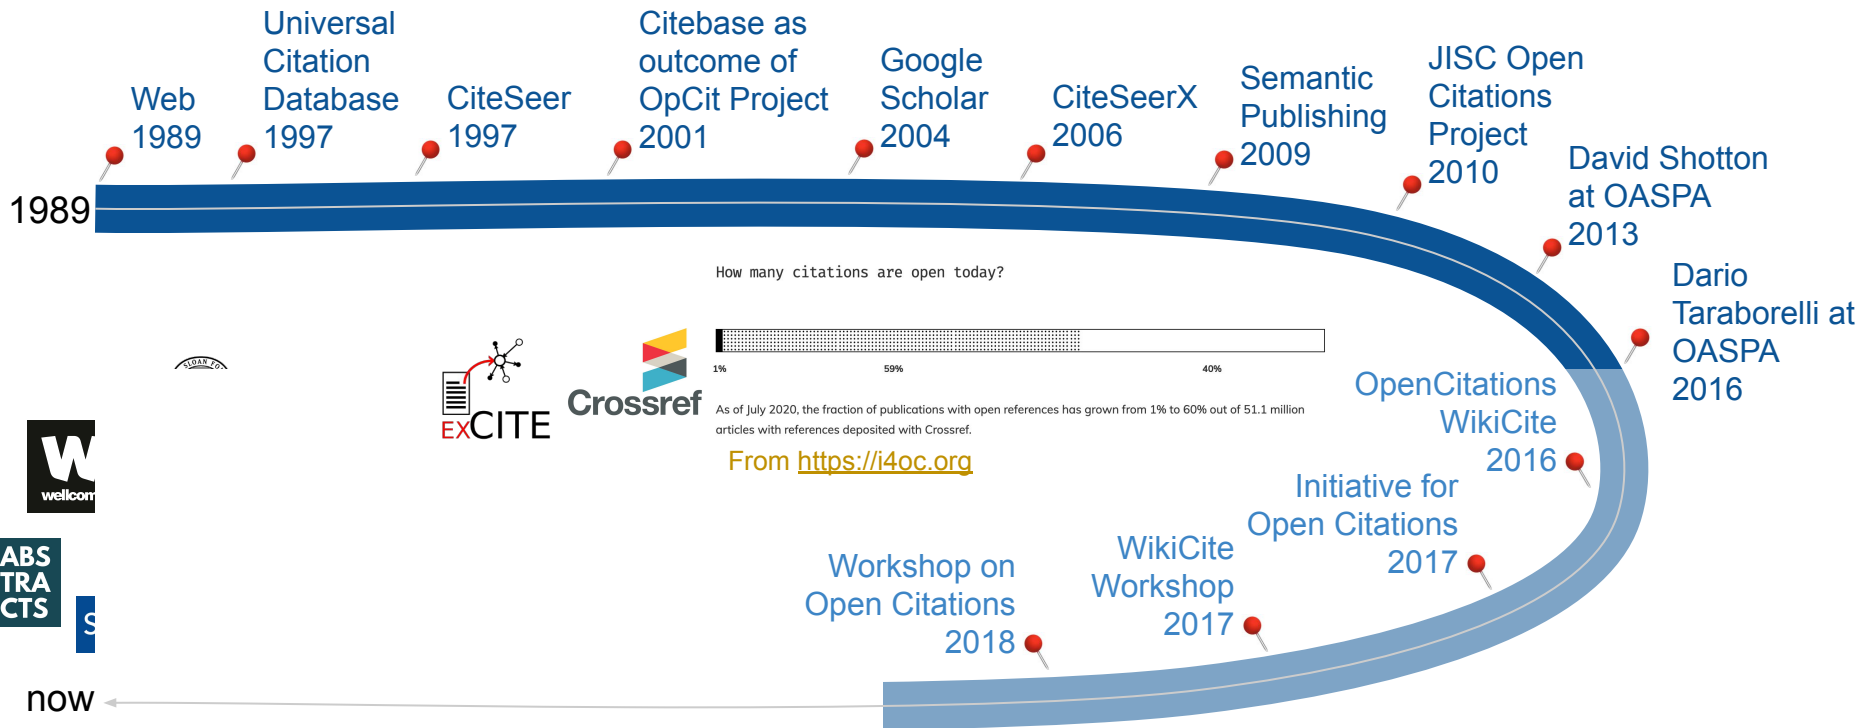 Web
1989
Universal
Citation
Database
1997
CiteSeer
1997
Citebase as
outcome of
OpCit Project
2001
Google
Scholar
2004
CiteSeerX
2006
Semantic
Publishing
2009
JISC Open
Citations
Project
2010
David Shotton
at OASPA
2013
Dario
Taraborelli at
OASPA
2016
1989
How many citations are open today?
1%
59%
40%
As of July 2020, the fraction of publications with open references has grown from 1% to 60% out of 51.1 million
articles with references deposited with Crossref.
From https://i4oc.org
SLOAN FO
EXCITE
Crossref
W
wellcom
ABS
TRA
CTS
S
OpenCitations
WikiCite
2016
Initiative for
Open Citations
2017
WikiCite
Workshop
2017
Workshop on
Open Citations
2018
now